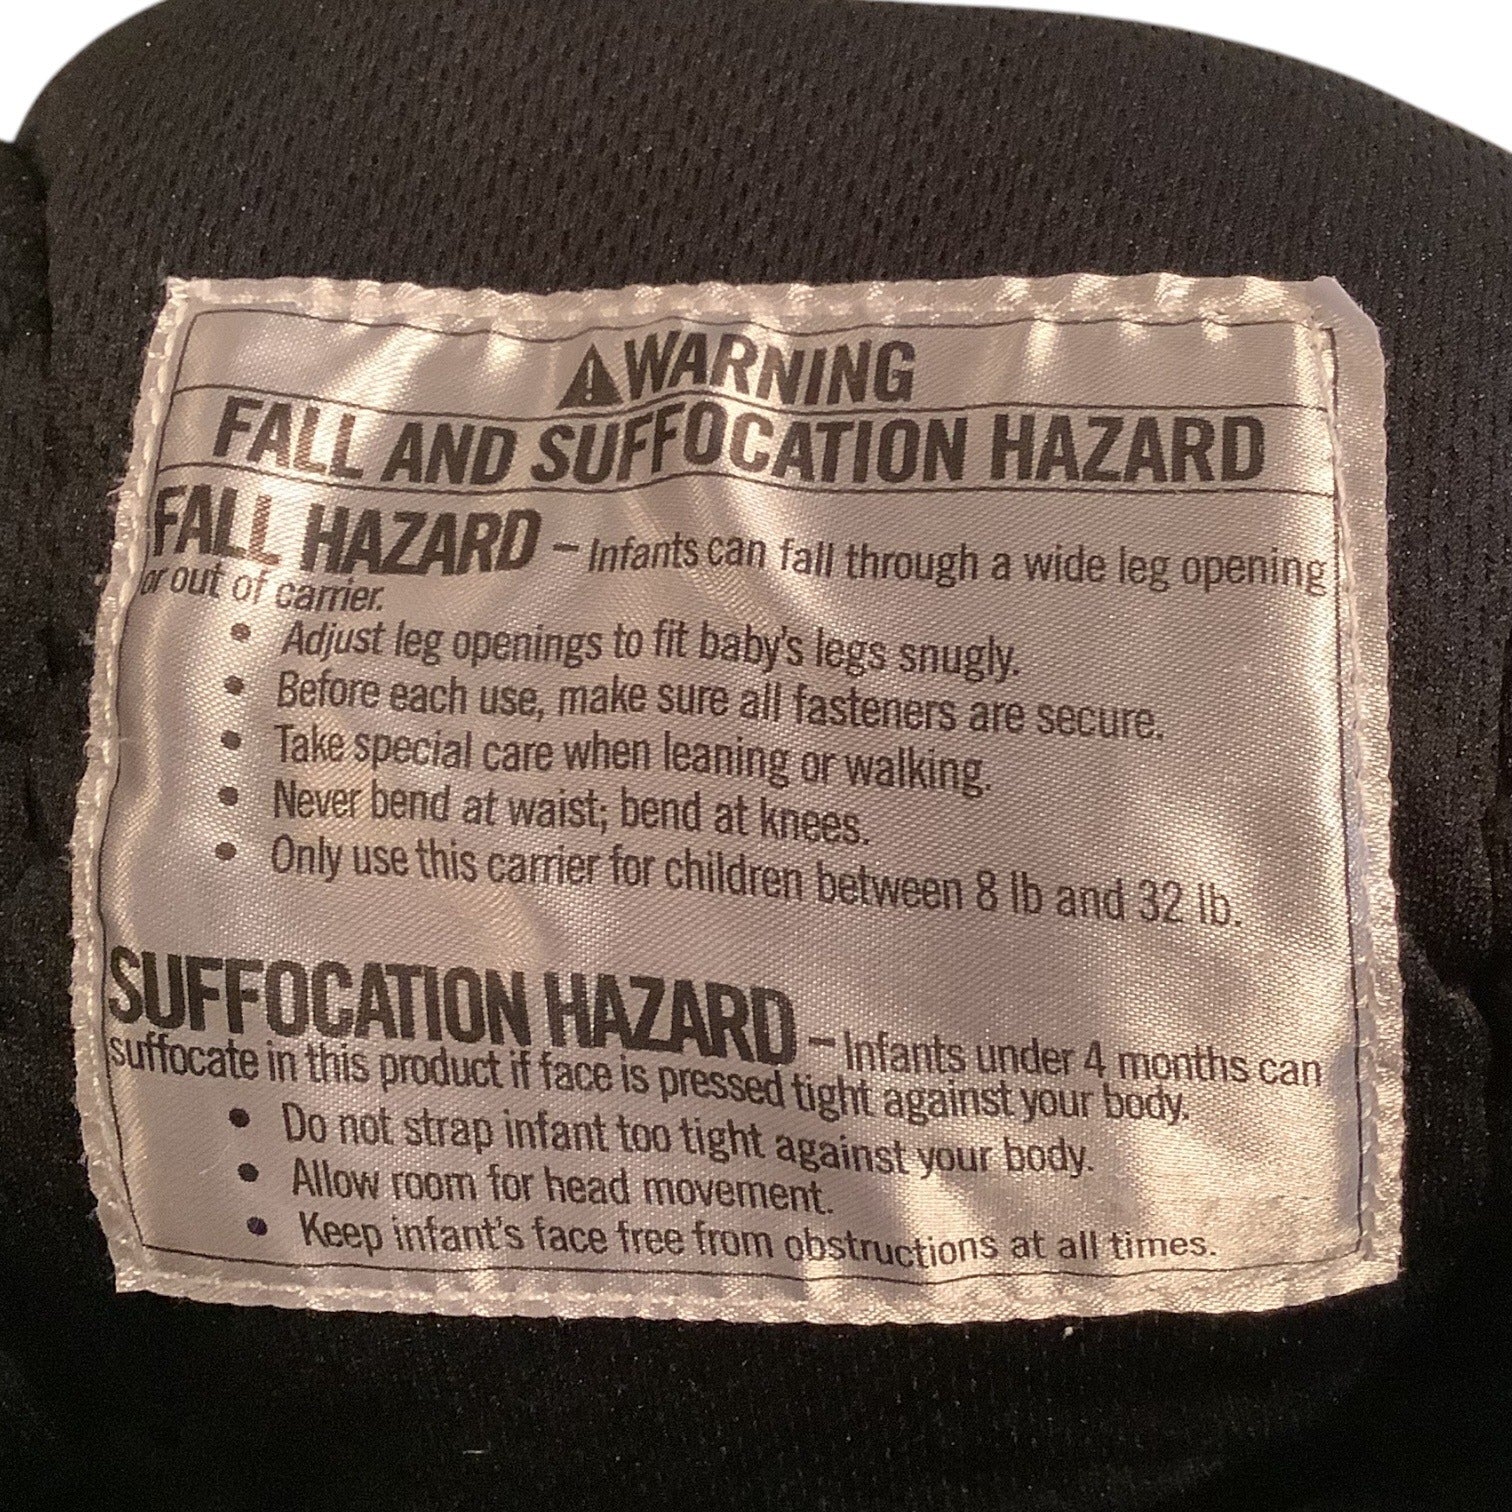 ⚠WARNING
FALL AND SUFFOCATION HAZARD
FALL HAZARD – Infants can fall through a wide leg opening
or out of carrier.
• Adjust leg openings to fit baby's legs snugly.
• Before each use, make sure all fasteners are secure.
• Take special care when leaning or walking.
• Never bend at waist; bend at knees.
• Only use this carrier for children between 8 lb and 32 lb.
SUFFOCATION HAZARD – Infants under 4 months can
suffocate in this product if face is pressed tight against your body.
• Do not strap infant too tight against your body.
• Allow room for head movement.
• Keep infant's face free from obstructions at all times.